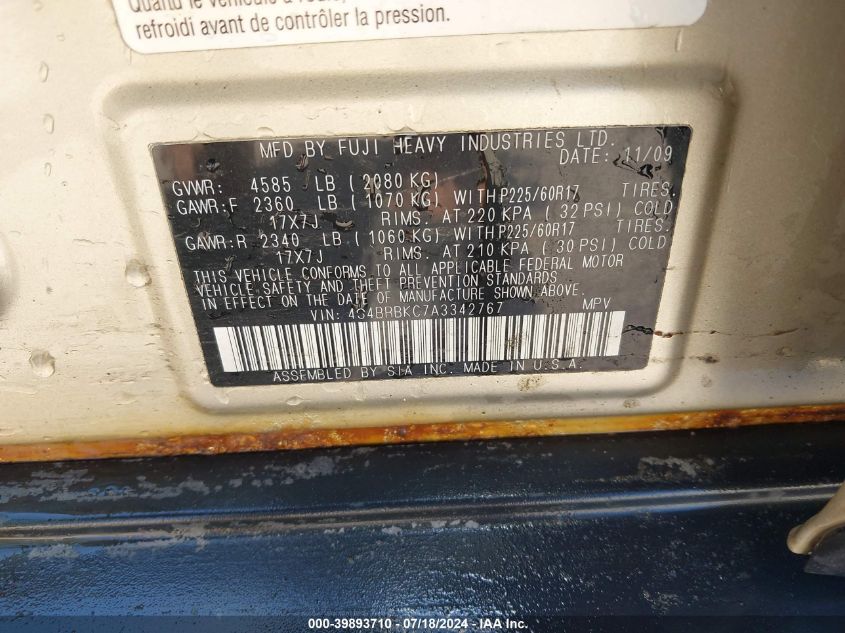 Quand le véhicule a roulé,
refroidi avant de contrôler la pression.
MFD BY FUJI HEAVY INDUSTRIES LTD.
DATE: 11/09
GVWR: 4585 LB ( 2080 KG)
GAWR:F 2360 LB ( 1070 KG) WITH P225/60R17 TIRES.
17X7J RIMS. AT 220 KPA ( 32 PSI) COLD
GAWR:R 2340 LB ( 1060 KG) WITH P225/60R17 TIRES.
17X7J RIMS. AT 210 KPA ( 30 PSI) COLD
THIS VEHICLE CONFORMS TO ALL APPLICABLE FEDERAL MOTOR
VEHICLE SAFETY AND THEFT PREVENTION STANDARDS
IN EFFECT ON THE DATE OF MANUFACTURE SHOWN ABOVE.
VIN: 4S4BRBKC7A3342767 MPV
ASSEMBLED BY SIA INC. MADE IN U.S.A.
000-39893710 / 07/18/2024 - IAA Inc.